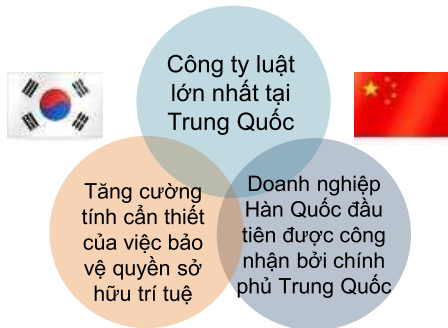 Công ty luật
lớn nhất tại
Trung Quốc
Tăng cường
tính cẩn thiết
của việc bảo
vệ quyền sở
hữu trí tuệ
Doanh nghiệp
Hàn Quốc đầu
tiên được công
nhận bởi chính
phủ Trung Quốc